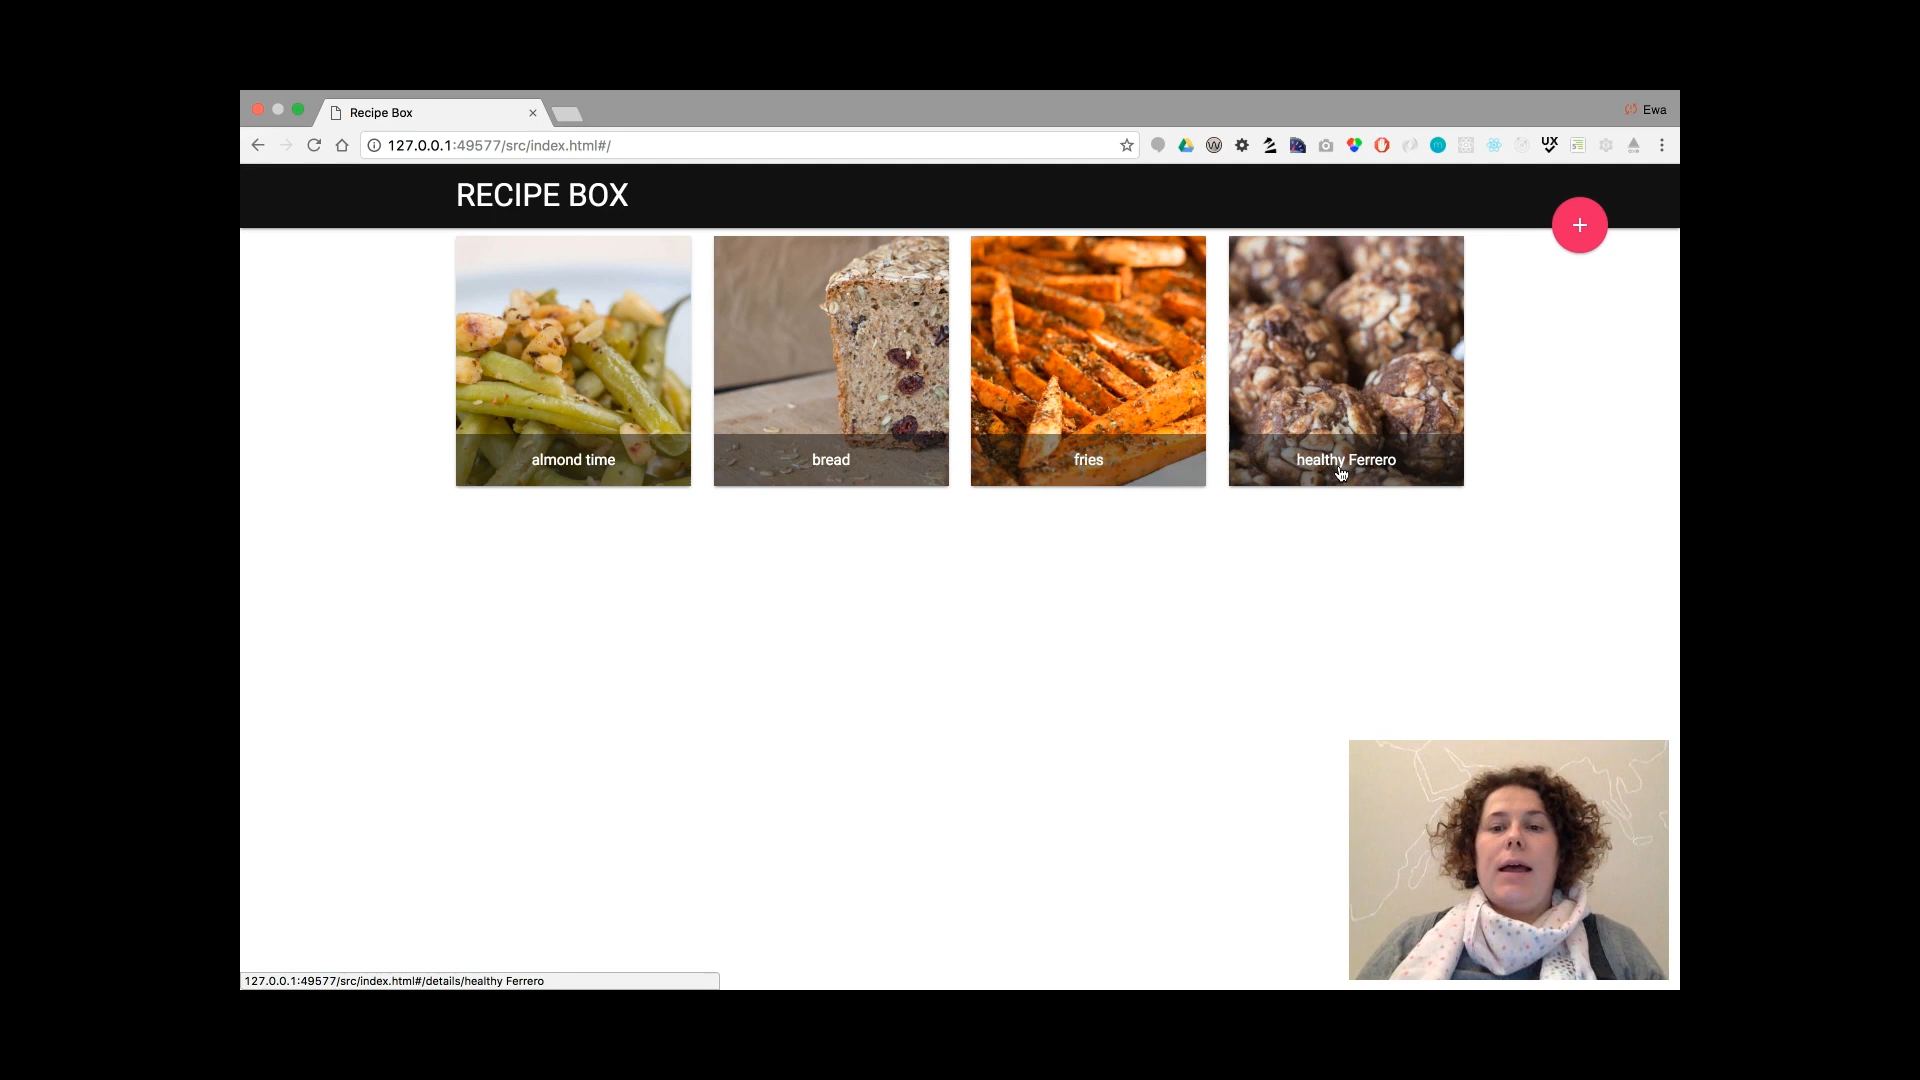 Recipe Box
Ewa
127.0.0.1:49577/src/index.html#/
UX
RECIPE BOX
+
almond time
bread
fries
healthy Ferrero
127.0.0.1:49577/src/index.html#/details/healthy Ferrero